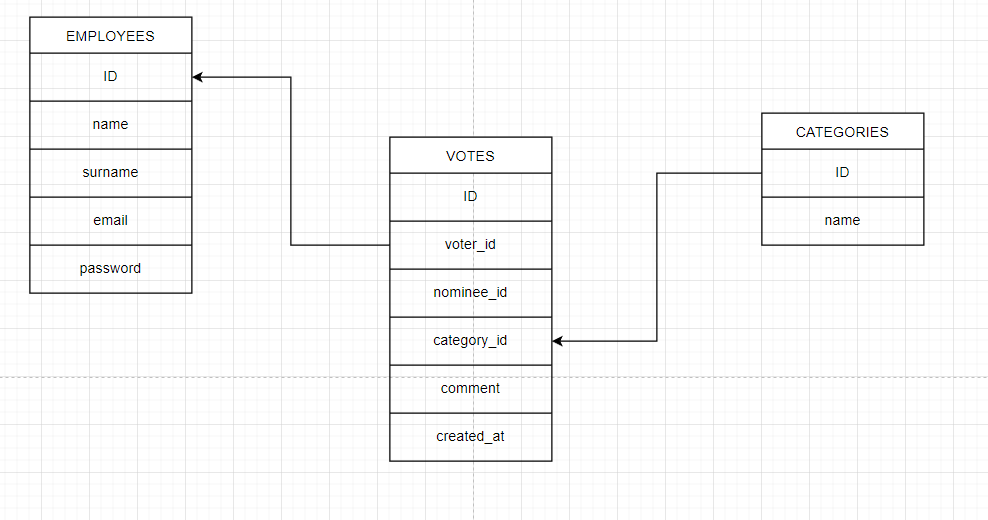 EMPLOYEES
ID
name
surname
email
password
VOTES
ID
voter_id
nominee_id
category_id
comment
created_at
CATEGORIES
ID
name